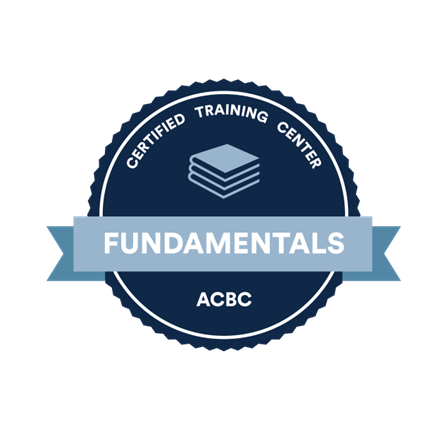 CERTIFIED TRAINING CENTER
FUNDAMENTALS
ACBC